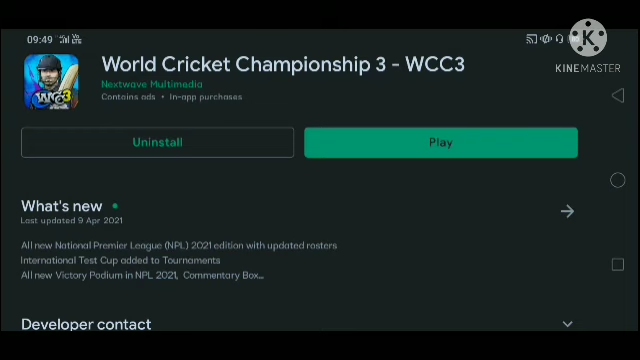 09:49
World Cricket Championship 3 - WCC3
Nextwave Multimedia
Contains ads • In-app purchases
WCC3
K
KINEMASTER
Uninstall
Play
What's new
Last updated 9 Apr 2021
All new National Premier League (NPL) 2021 edition with updated rosters
International Test Cup added to Tournaments
All new Victory Podium in NPL 2021, Commentary Box...
Developer contact